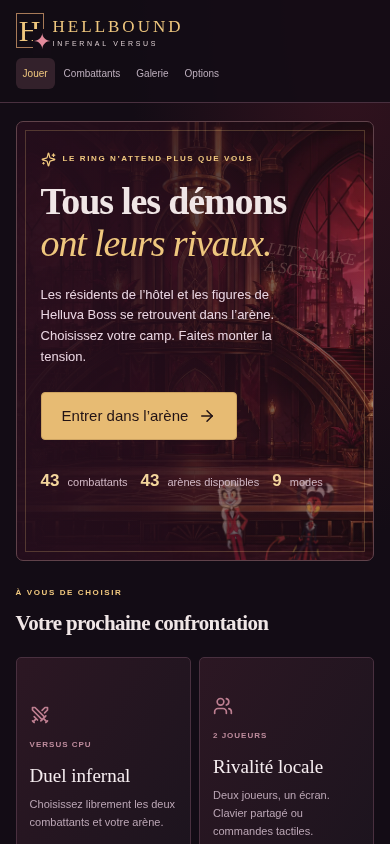 HELLBOUND
INFERNAL VERSUS
Jouer Combattants Galerie Options
LE RING N'ATTEND PLUS QUE VOUS
Tous les démons
ont leurs rivaux.
LET'S MAKE
A SCENE.
Les résidents de l'hôtel et les figures de
Helluva Boss se retrouvent dans l'arène.
Choisissez votre camp. Faites monter la
tension.
Entrer dans l'arène
43 combattants 43 arènes disponibles 9 modes
À VOUS DE CHOISIR
Votre prochaine confrontation
VERSUS CPU
Duel infernal
Choisissez librement les deux
combattants et votre arène.
2 JOUEURS
Rivalité locale
Deux joueurs, un écran.
Clavier partagé ou
commandes tactiles.